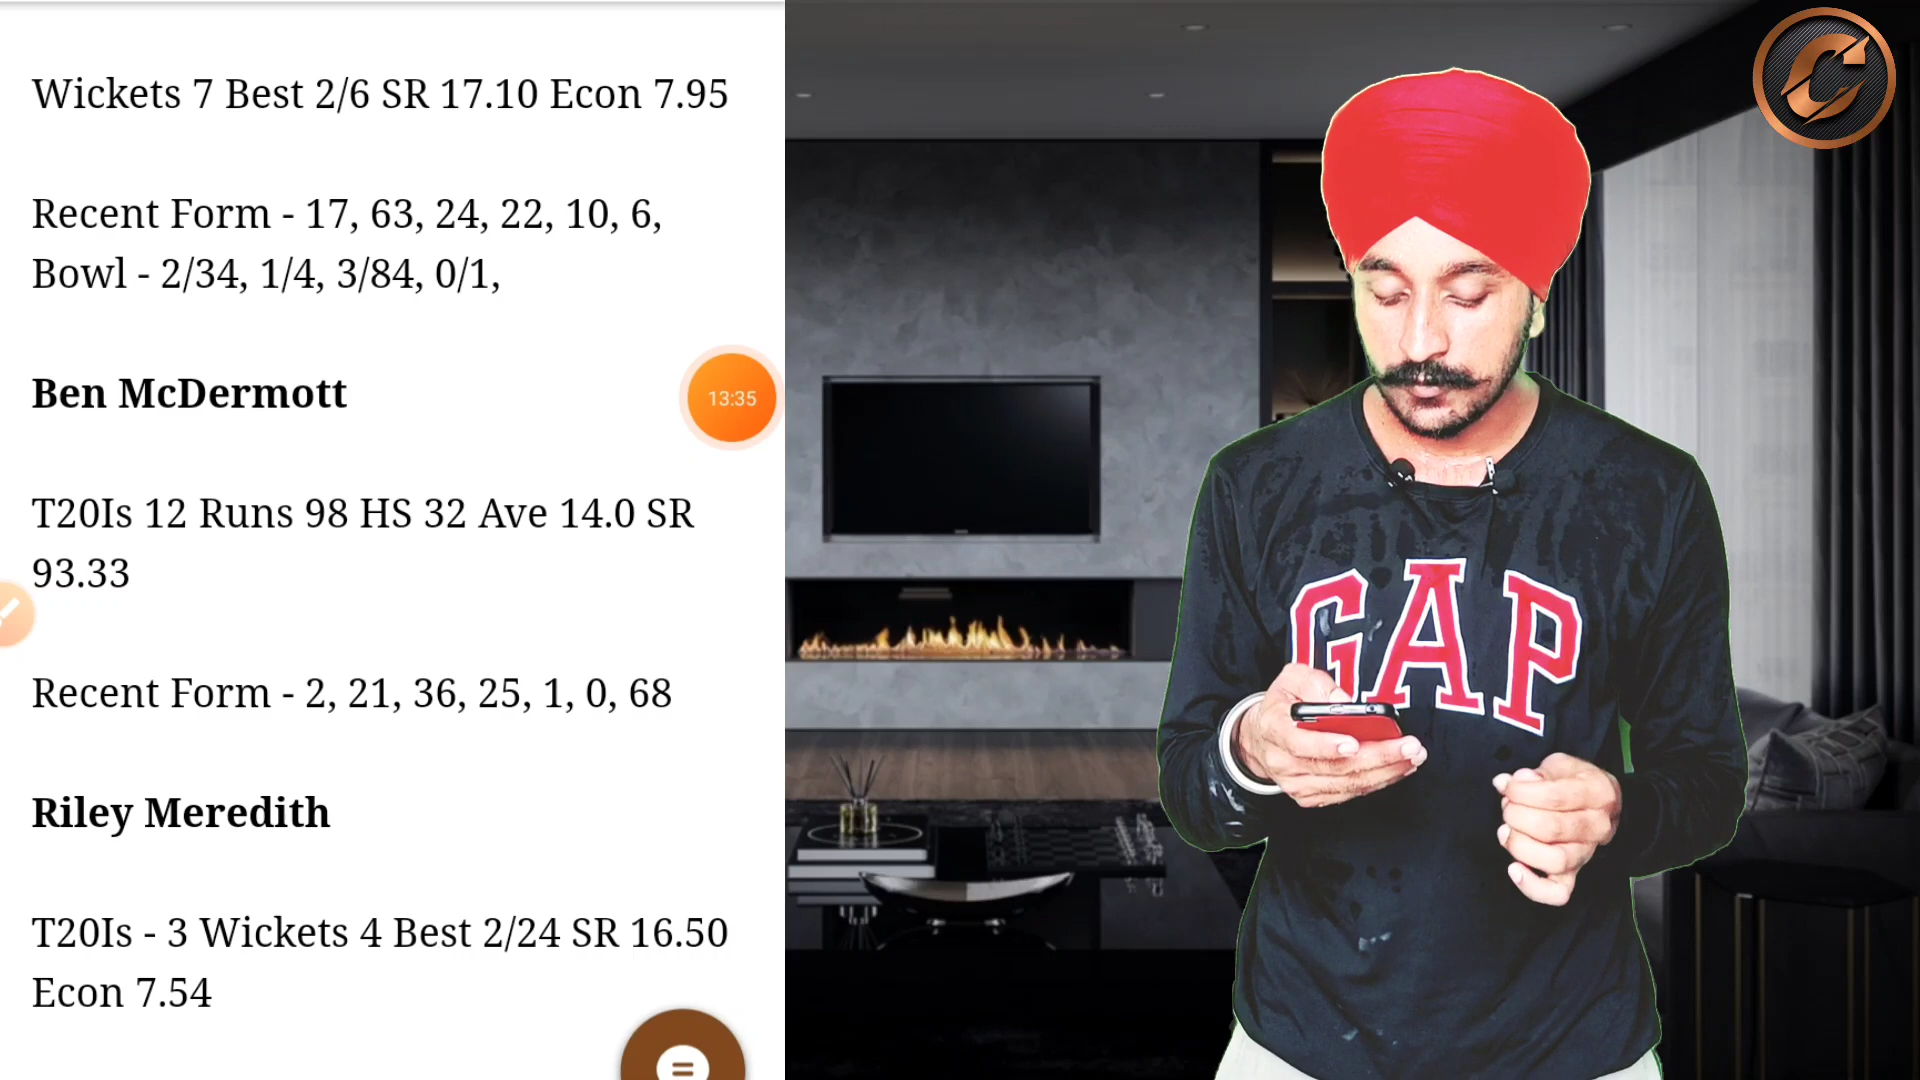 Wickets 7 Best 2/6 SR 17.10 Econ 7.95
Recent Form - 17, 63, 24, 22, 10, 6,
Bowl - 2/34, 1/4, 3/84, 0/1,
Ben McDermott
13:35
T20Is 12 Runs 98 HS 32 Ave 14.0 SR
93.33
Recent Form - 2, 21, 36, 25, 1, 0, 68
Riley Meredith
T20Is - 3 Wickets 4 Best 2/24 SR 16.50
Econ 7.54
C
GAP